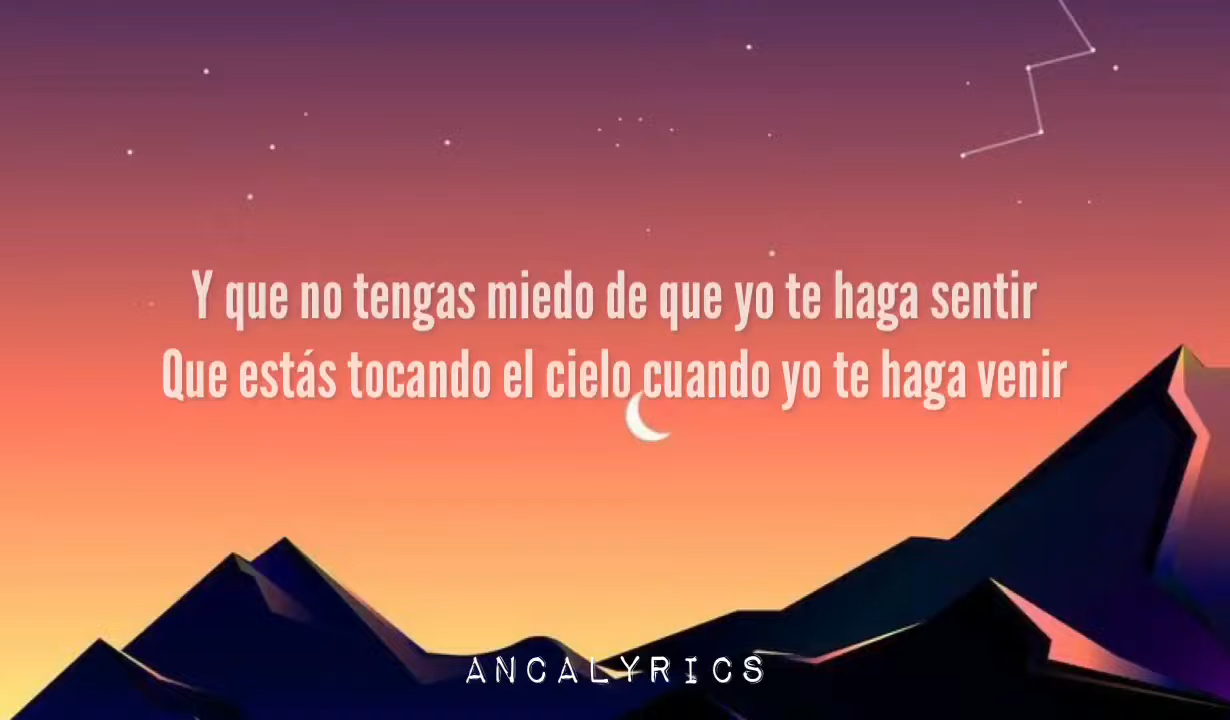 Y que no tengas miedo de que yo te haga sentir
Que estás tocando el cielo cuando yo te haga venir
ANCALYRICS